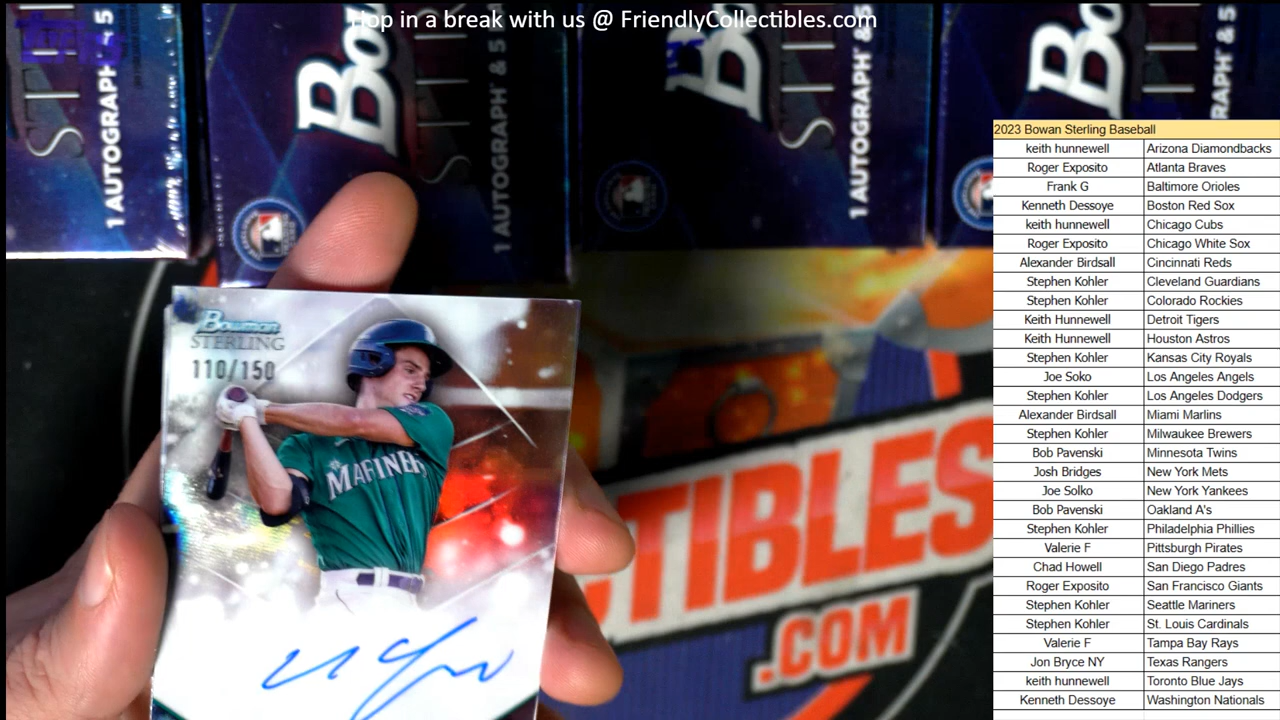 Hop in a break with us @ FriendlyCollectibles.com
1 AUTOGRAPH & 5
Bo
1 AUTOGRAPH & 5
1 AUTOGRAPH & 5
Bowman
STERLING
110/150
MARINERS
TIBLES
.COM
2023 Bowan Sterling Baseball
keith hunnewell Arizona Diamondbacks
Roger Exposito Atlanta Braves
Frank G Baltimore Orioles
Kenneth Dessoye Boston Red Sox
keith hunnewell Chicago Cubs
Roger Exposito Chicago White Sox
Alexander Birdsall Cincinnati Reds
Stephen Kohler Cleveland Guardians
Stephen Kohler Colorado Rockies
Keith Hunnewell Detroit Tigers
Keith Hunnewell Houston Astros
Stephen Kohler Kansas City Royals
Joe Soko Los Angeles Angels
Stephen Kohler Los Angeles Dodgers
Alexander Birdsall Miami Marlins
Stephen Kohler Milwaukee Brewers
Bob Pavenski Minnesota Twins
Josh Bridges New York Mets
Joe Solko New York Yankees
Bob Pavenski Oakland A's
Stephen Kohler Philadelphia Phillies
Valerie F Pittsburgh Pirates
Chad Howell San Diego Padres
Roger Exposito San Francisco Giants
Stephen Kohler Seattle Mariners
Stephen Kohler St. Louis Cardinals
Valerie F Tampa Bay Rays
Jon Bryce NY Texas Rangers
keith hunnewell Toronto Blue Jays
Kenneth Dessoye Washington Nationals